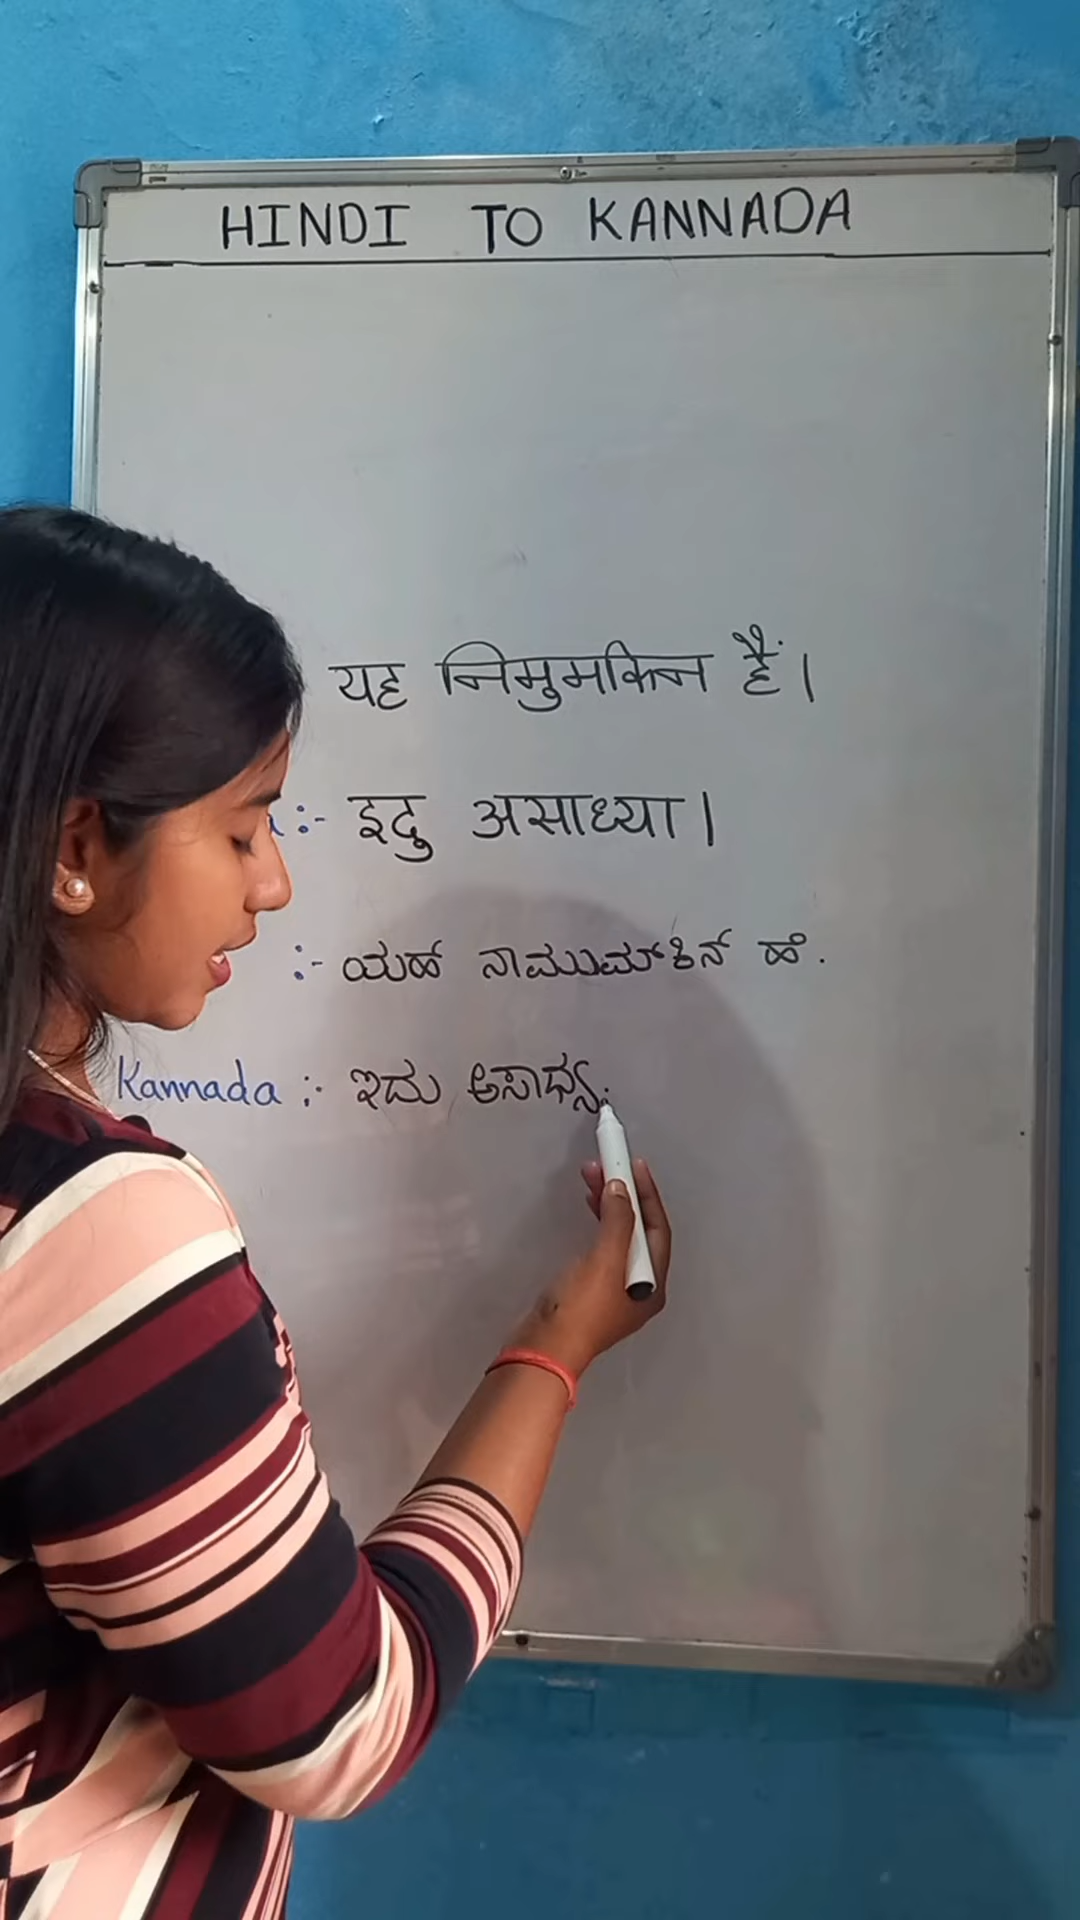 HINDI TO KANNADA
यह निमुमकिन हैं।
:- इदु असाध्या।
:- ಯಹ್ ನಾಮುಮ್ಕಿನ್ ಹೆ.
Kannada :- ಇದು ಅಸಾಧ್ಯ.